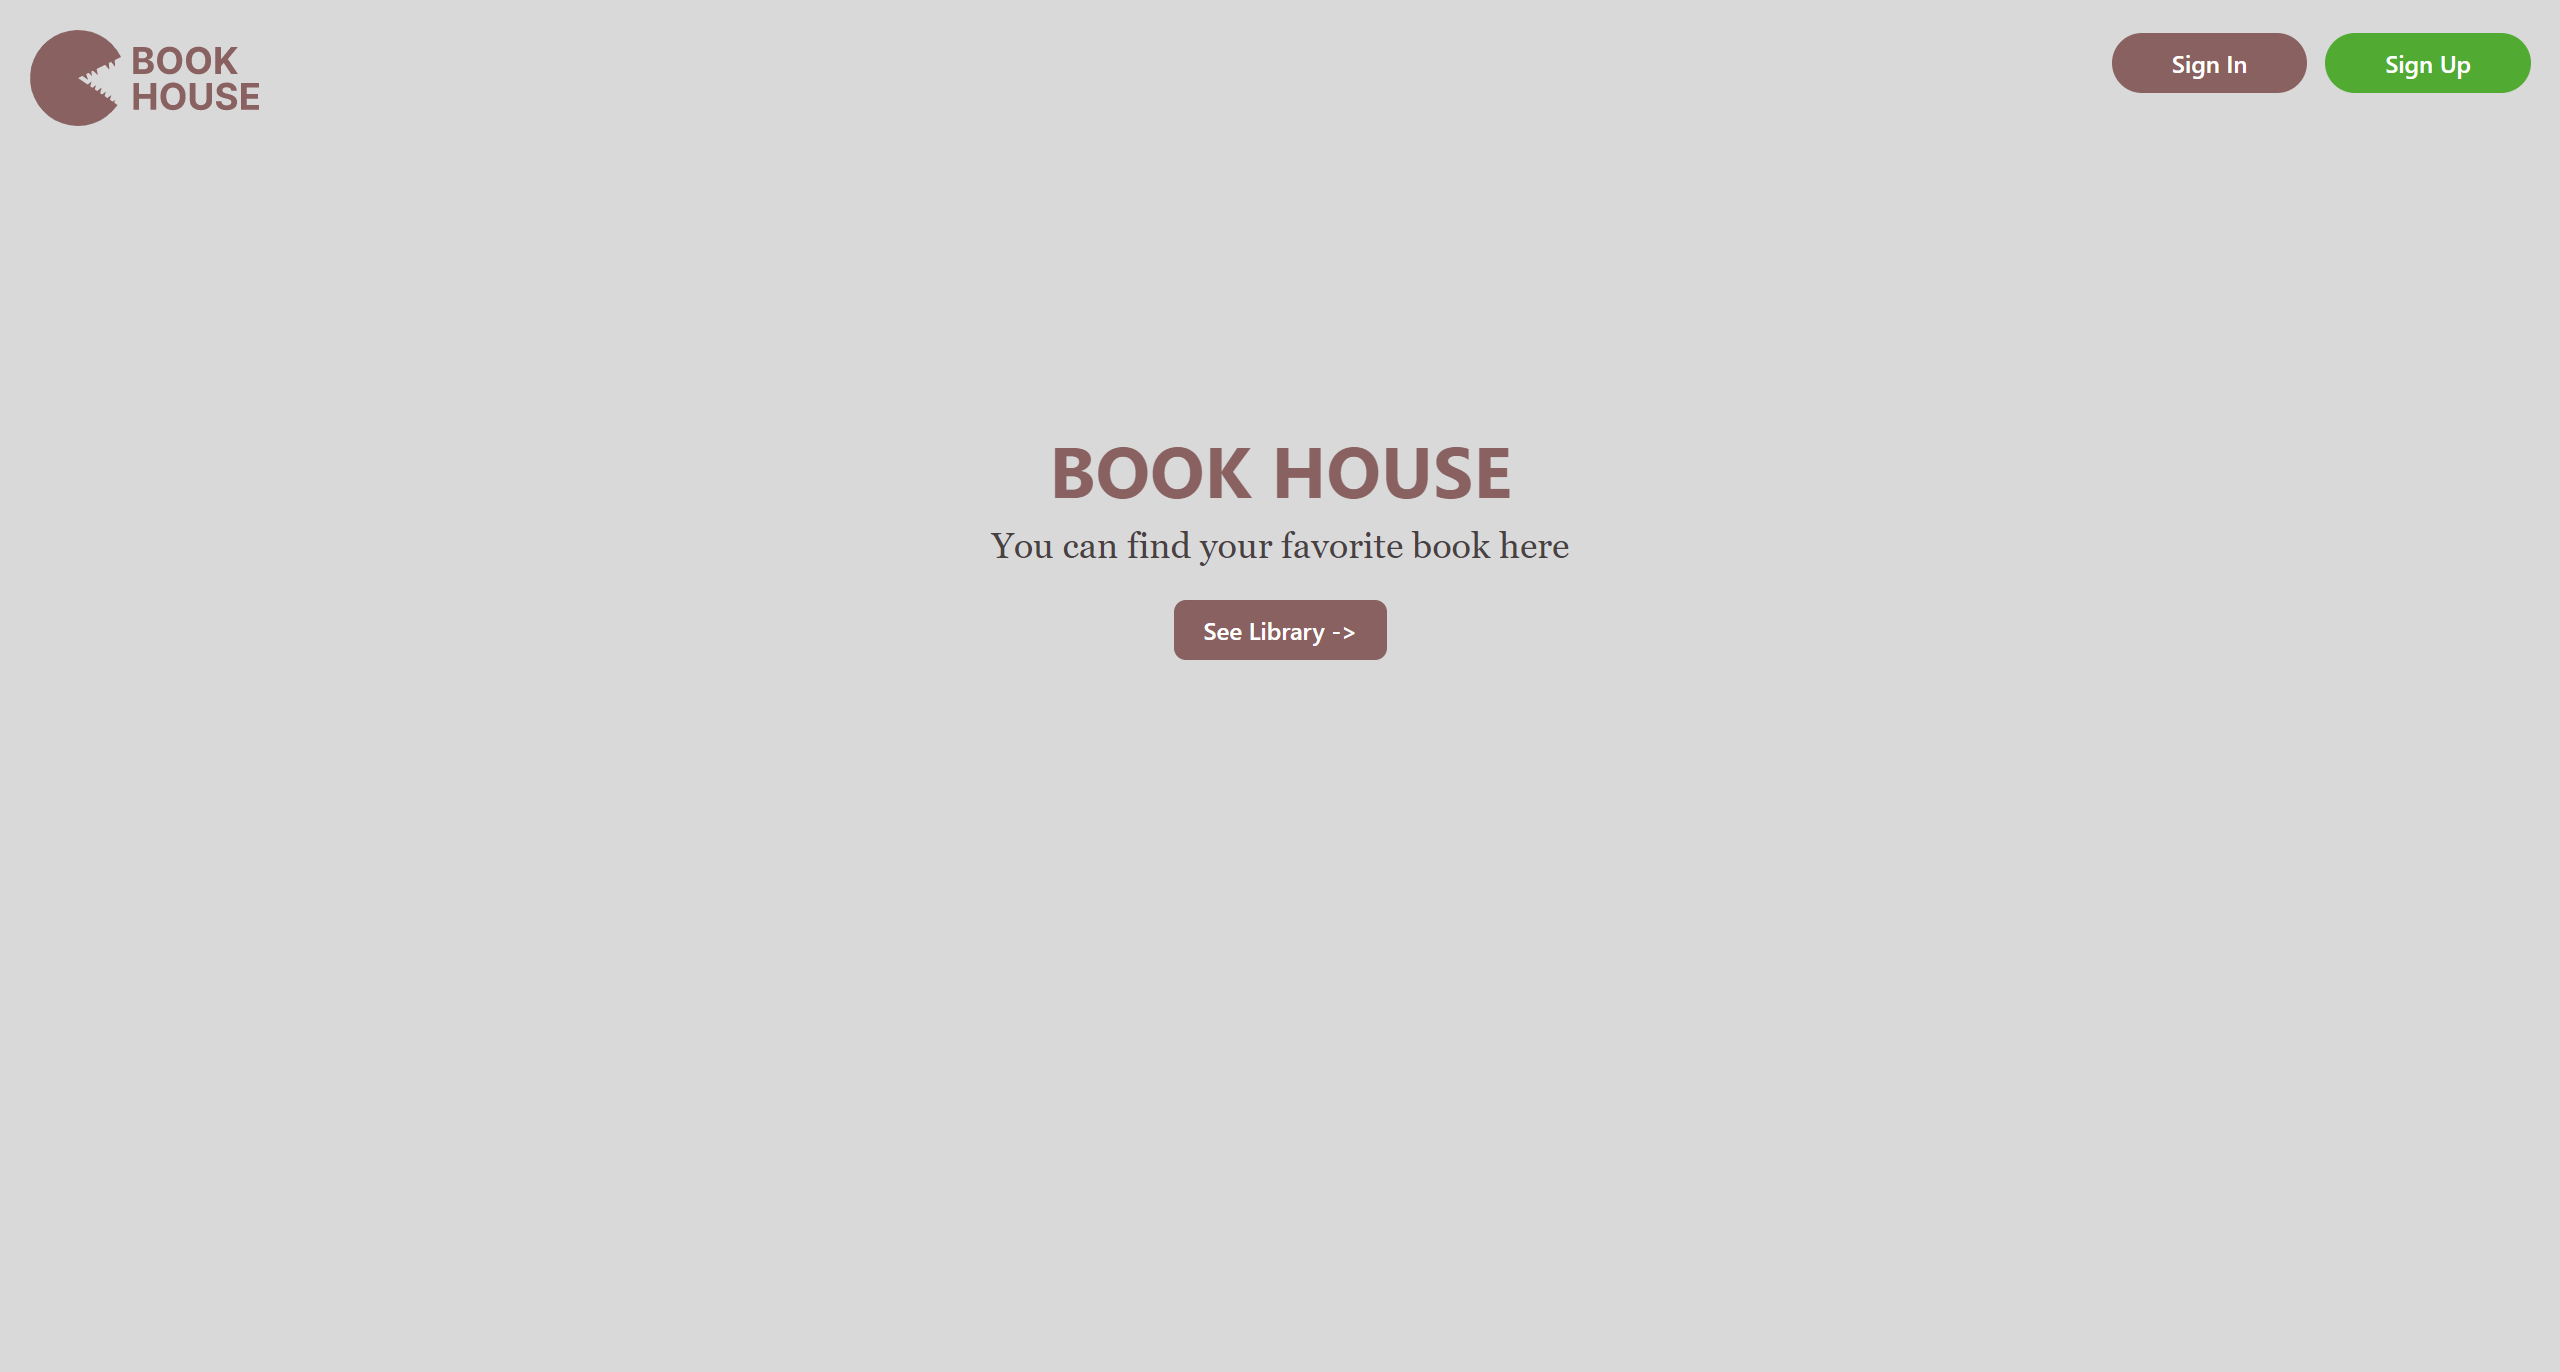 BOOK
HOUSE
Sign In
Sign Up
BOOK HOUSE
You can find your favorite book here
See Library ->